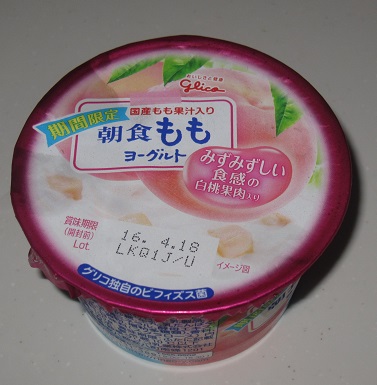 おいしさと健康
glico
期間限定
国産もも果汁入り
朝食もも
ヨーグルト
みずみずしい
食感の
白桃果肉入り
賞味期限
(開封前)
Lot.
16. 4.18
LKQ1J/U
イメージ図
グリコ独自のビフィズス菌